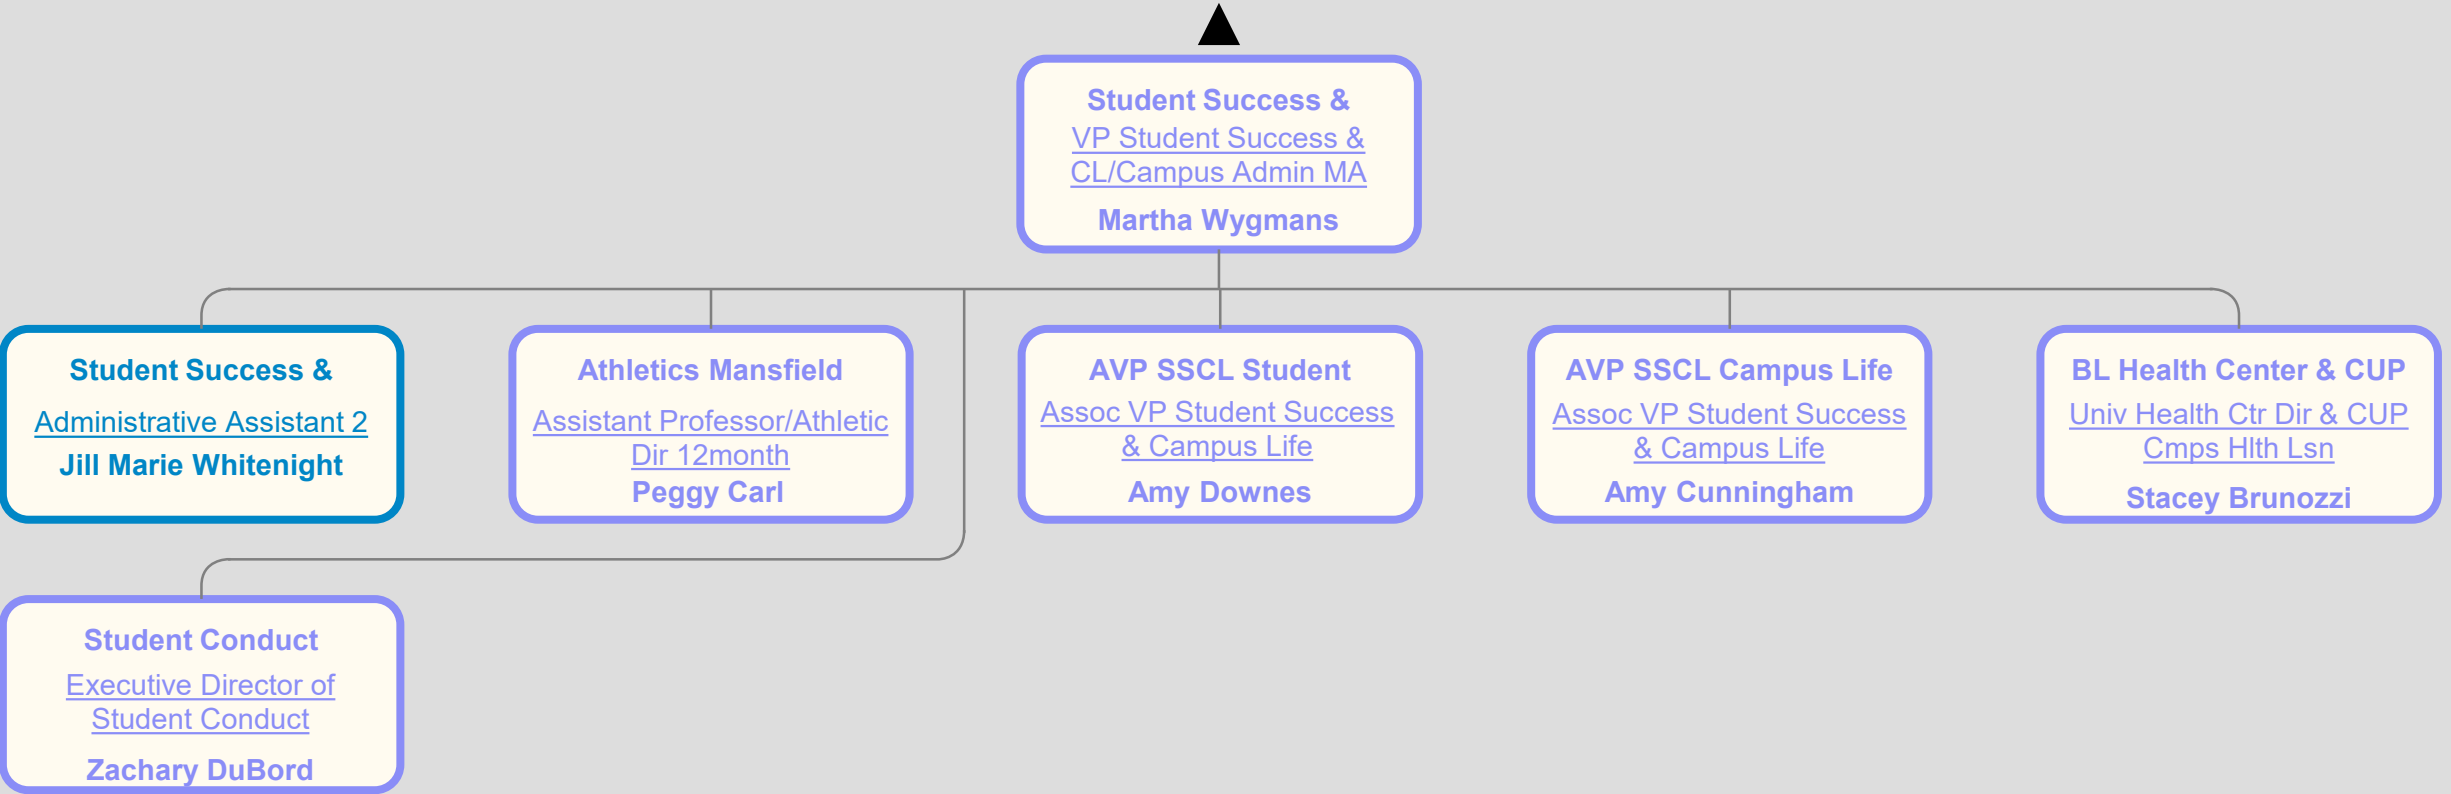 Student Success &
VP Student Success &
CL/Campus Admin MA
Martha Wygmans
Student Success &
Administrative Assistant 2
Jill Marie Whitenight
Athletics Mansfield
Assistant Professor/Athletic
Dir 12month
Peggy Carl
AVP SSCL Student
Assoc VP Student Success
& Campus Life
Amy Downes
AVP SSCL Campus Life
Assoc VP Student Success
& Campus Life
Amy Cunningham
BL Health Center & CUP
Univ Health Ctr Dir & CUP
Cmps Hlth Lsn
Stacey Brunozzi
Student Conduct
Executive Director of
Student Conduct
Zachary DuBord